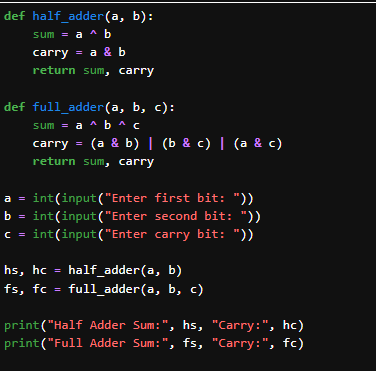 def half_adder(a, b):
    sum = a ^ b
    carry = a & b
    return sum, carry

def full_adder(a, b, c):
    sum = a ^ b ^ c
    carry = (a & b) | (b & c) | (a & c)
    return sum, carry

a = int(input("Enter first bit: "))
b = int(input("Enter second bit: "))
c = int(input("Enter carry bit: "))

hs, hc = half_adder(a, b)
fs, fc = full_adder(a, b, c)

print("Half Adder Sum:", hs, "Carry:", hc)
print("Full Adder Sum:", fs, "Carry:", fc)